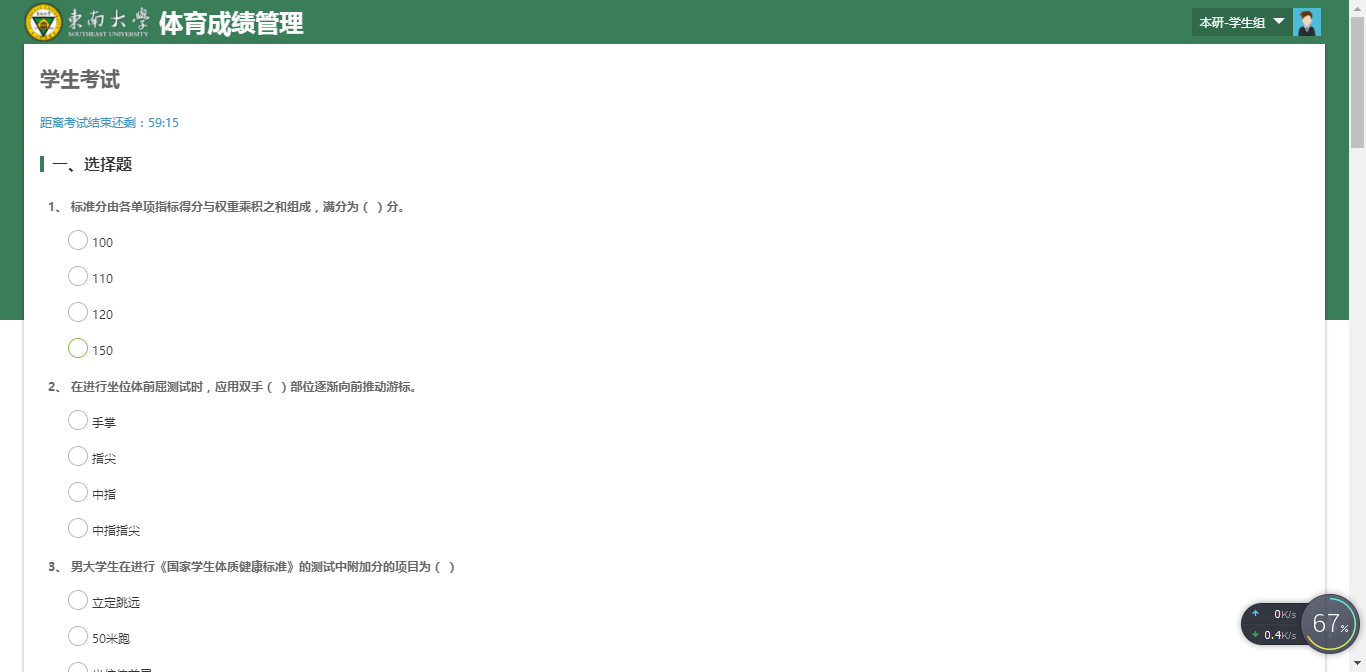 東南大學 体育成绩管理
SOUTHEAST UNIVERSITY
本研-学生组
学生考试
距离考试结束还剩：59:15
一、选择题
1、 标准分由各单项指标得分与权重乘积之和组成，满分为（ ）分。
100
110
120
150
2、 在进行坐位体前屈测试时，应用双手（ ）部位逐渐向前推动游标。
手掌
指尖
中指
中指指尖
3、 男大学生在进行《国家学生体质健康标准》的测试中附加分的项目为（ ）
立定跳远
50米跑
0K/s
0.4K/s
67%